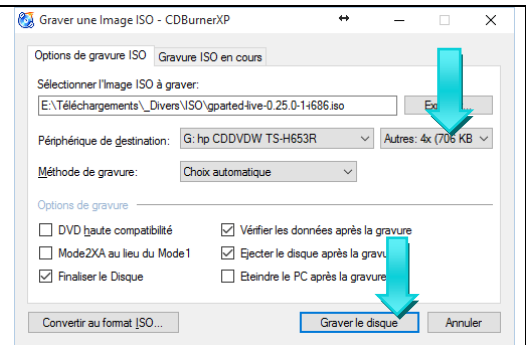 Graver une Image ISO - CDBurnerXP
Options de gravure ISO Gravure ISO en cours
Sélectionner l'Image ISO à graver:
E:\Téléchargements\_Divers\ISO\gparted-live-0.25.0-1-i686.iso
Périphérique de destination: G: hp CDDVDW TS-H653R Autres: 4x (706 KB
Méthode de gravure: Choix automatique
Options de gravure
DVD haute compatibilité Vérifier les données après la gravure
Mode2XA au lieu du Mode1 Ejecter le disque après la
Finaliser le Disque Eteindre le PC après la gravure
Convertir au format ISO... Graver le disque Annuler